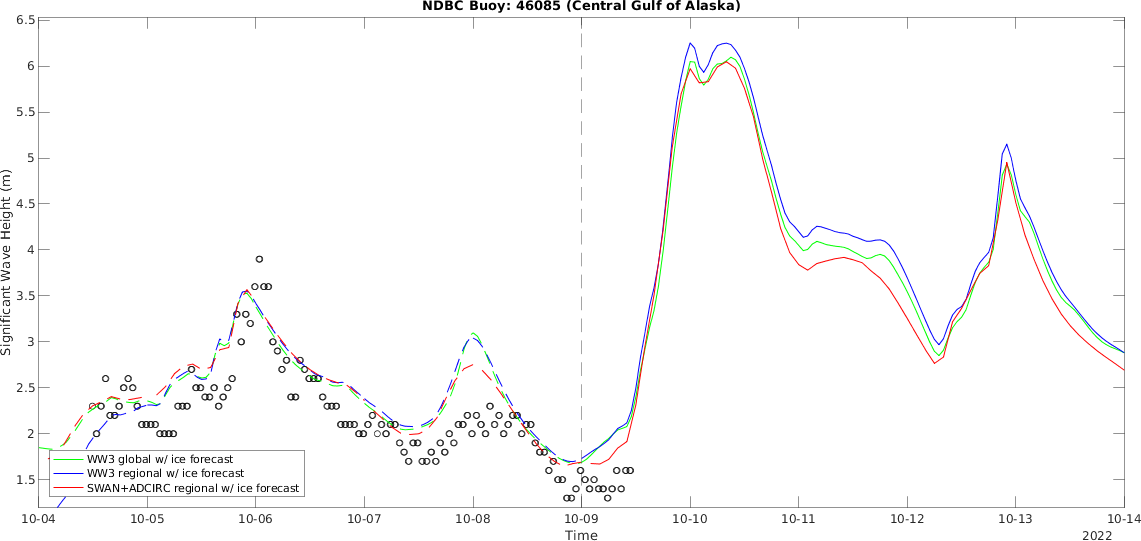 NDBC Buoy: 46085 (Central Gulf of Alaska)
6.5
6
5.5
5
4.5
4
3.5
3
2.5
2
1.5
Significant Wave Height (m)
WW3 global w/ ice forecast
WW3 regional w/ ice forecast
SWAN+ADCIRC regional w/ ice forecast
10-04 10-05 10-06 10-07 10-08 10-09 10-10 10-11 10-12 10-13 10-14
Time
2022